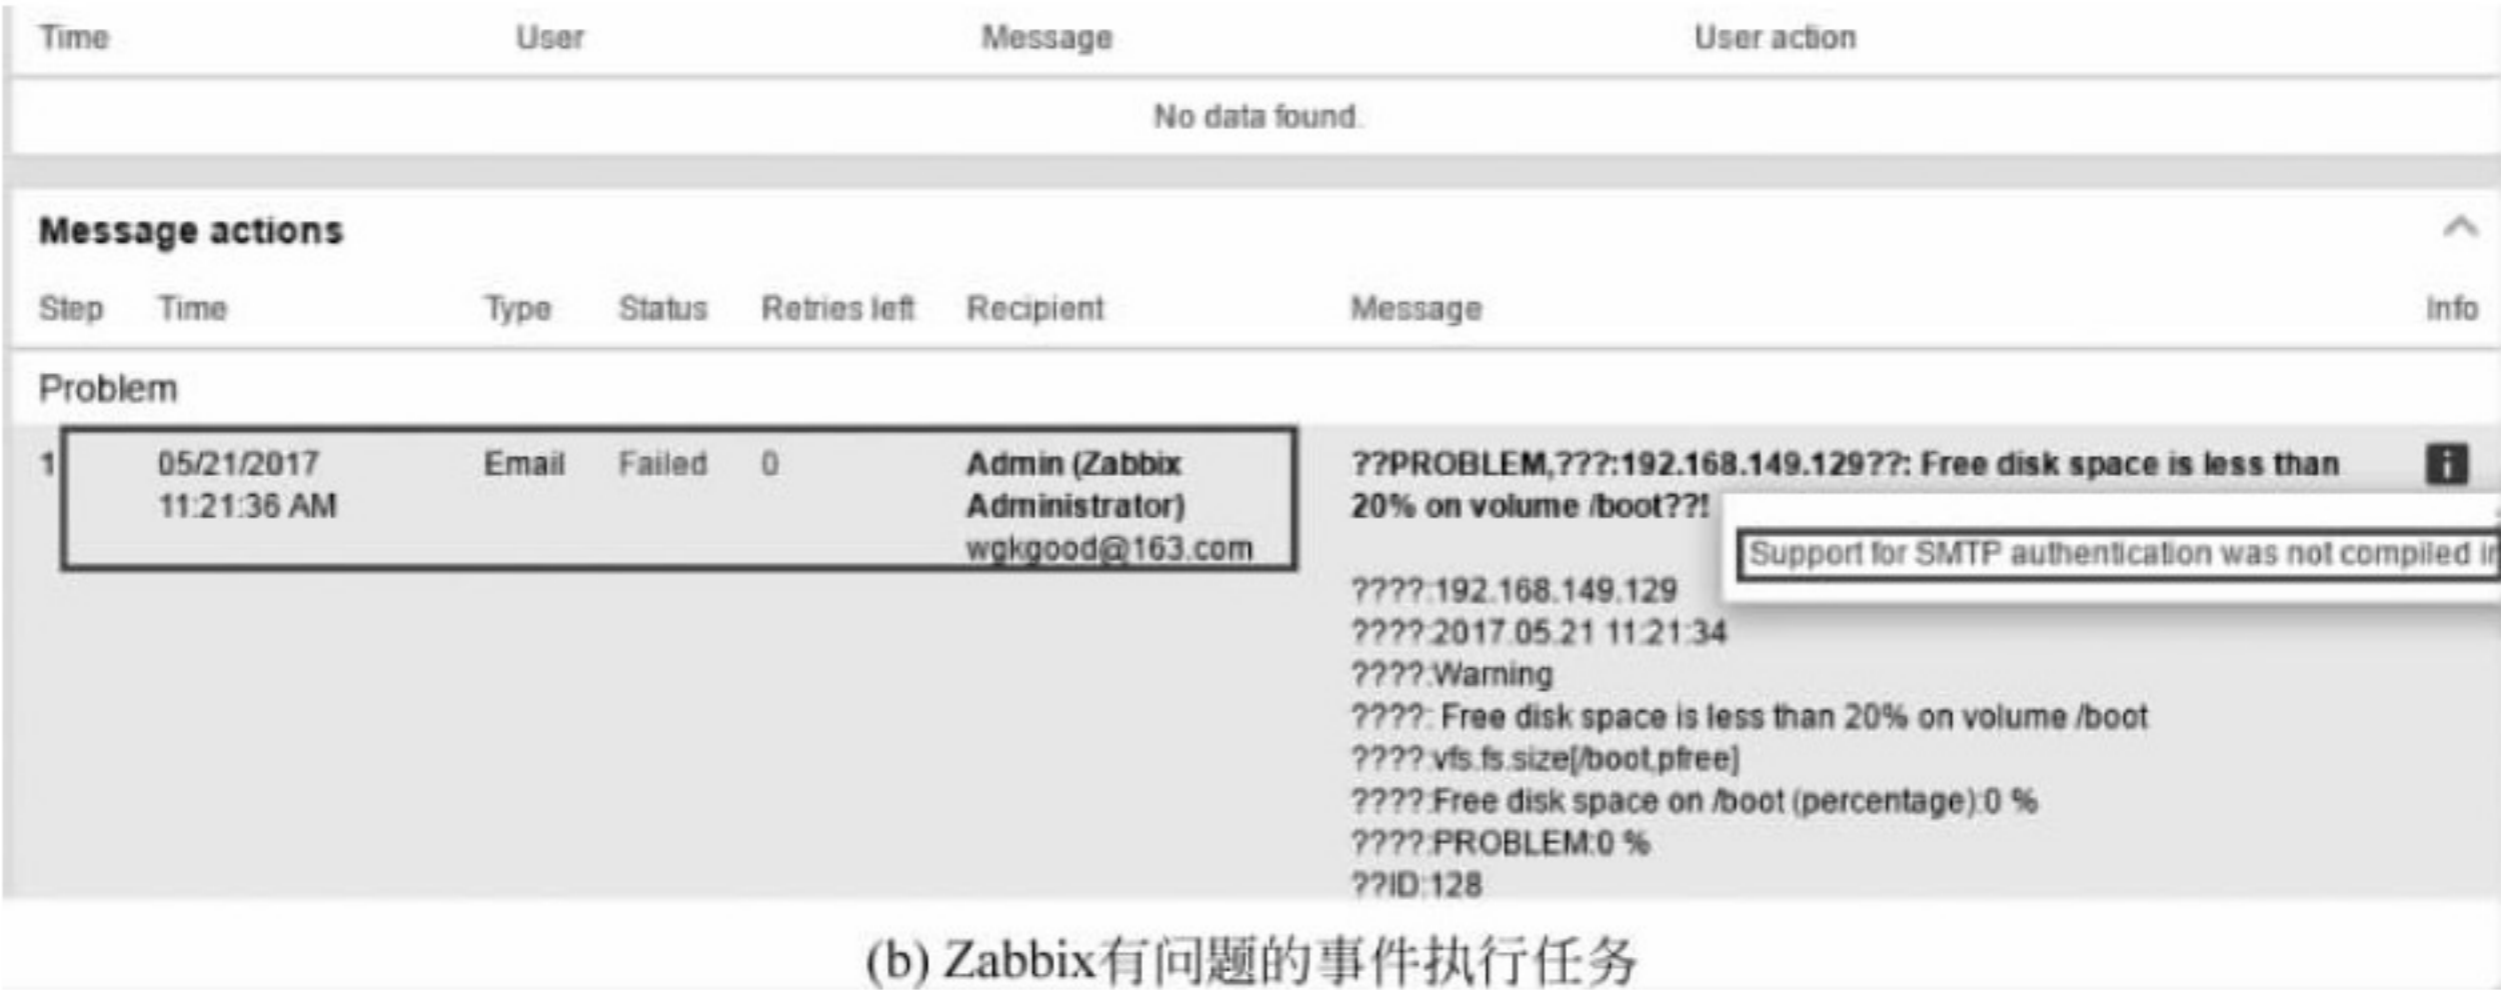 Time User Message User action
No data found.
Message actions
Step Time Type Status Retries left Recipient Message Info
Problem
1 05/21/2017 Email Failed 0 Admin (Zabbix ??PROBLEM,???:192.168.149.129??: Free disk space is less than
11:21:36 AM Administrator) 20% on volume /boot??!
wgkgood@163.com Support for SMTP authentication was not compiled in
????:192.168.149.129
????:2017.05.21 11:21:34
????:Warning
????: Free disk space is less than 20% on volume /boot
????:vfs.fs.size[/boot,pfree]
????:Free disk space on /boot (percentage):0 %
????:PROBLEM:0 %
??ID:128
(b) Zabbix有问题的事件执行任务